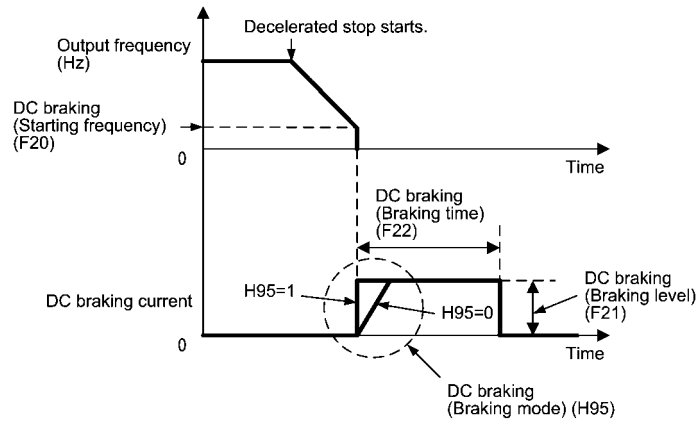 Decelerated stop starts.
Output frequency
(Hz)
DC braking
(Starting frequency)
(F20)
0
Time
DC braking
(Braking time)
(F22)
DC braking current
H95=1
H95=0
DC braking
(Braking level)
(F21)
0
Time
DC braking
(Braking mode) (H95)